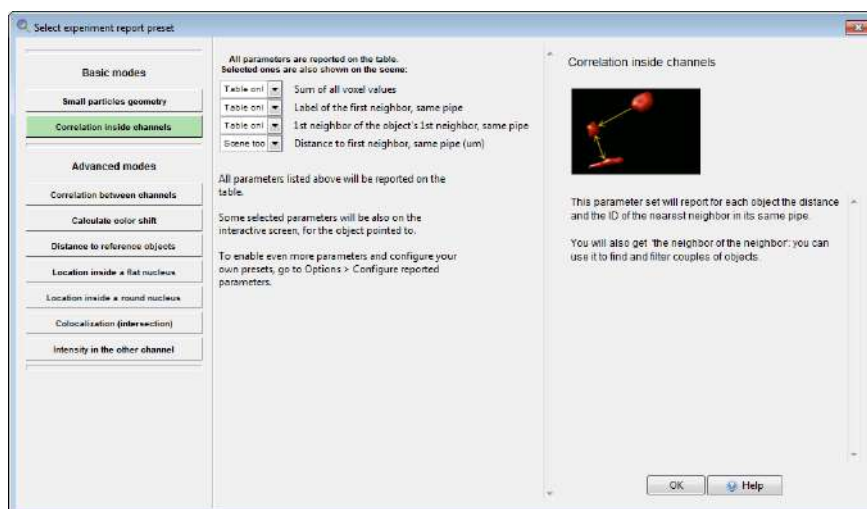 Select experiment report preset
Basic modes
Small particles geometry
Correlation inside channels
Advanced modes
Correlation between channels
Calculate color shift
Distance to reference objects
Location inside a flat nucleus
Location inside a round nucleus
Colocalization (intersection)
Intensity in the other channel
All parameters are reported on the table.
Selected ones are also shown on the scene:
Table onl Sum of all voxel values
Table onl Label of the first neighbor, same pipe
Table onl 1st neighbor of the object's 1st neighbor, same pipe
Scene too Distance to first neighbor, same pipe (um)
All parameters listed above will be reported on the
table.
Some selected parameters will be also on the
interactive screen, for the object pointed to.
To enable even more parameters and configure your
own presets, go to Options > Configure reported
parameters.
Correlation inside channels
This parameter set will report for each object the distance
and the ID of the nearest neighbor in its same pipe.
You will also get 'the neighbor of the neighbor': you can
use it to find and filter couples of objects.
OK
Help